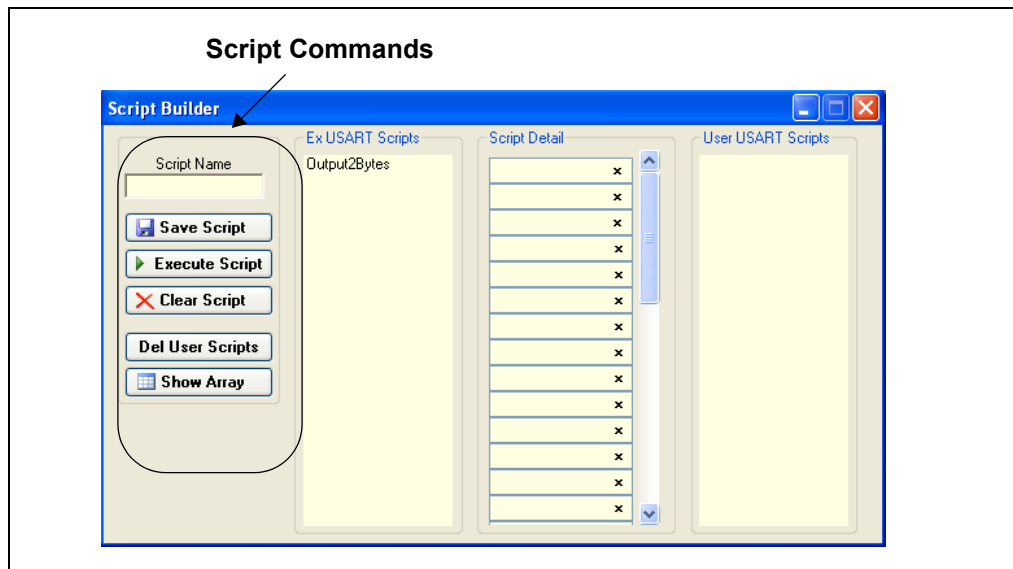 Script Commands
Script Builder
Script Name
Save Script
Execute Script
Clear Script
Del User Scripts
Show Array
Ex USART Scripts
Output2Bytes
Script Detail
x
x
x
x
x
x
x
x
x
x
x
x
x
x
User USART Scripts